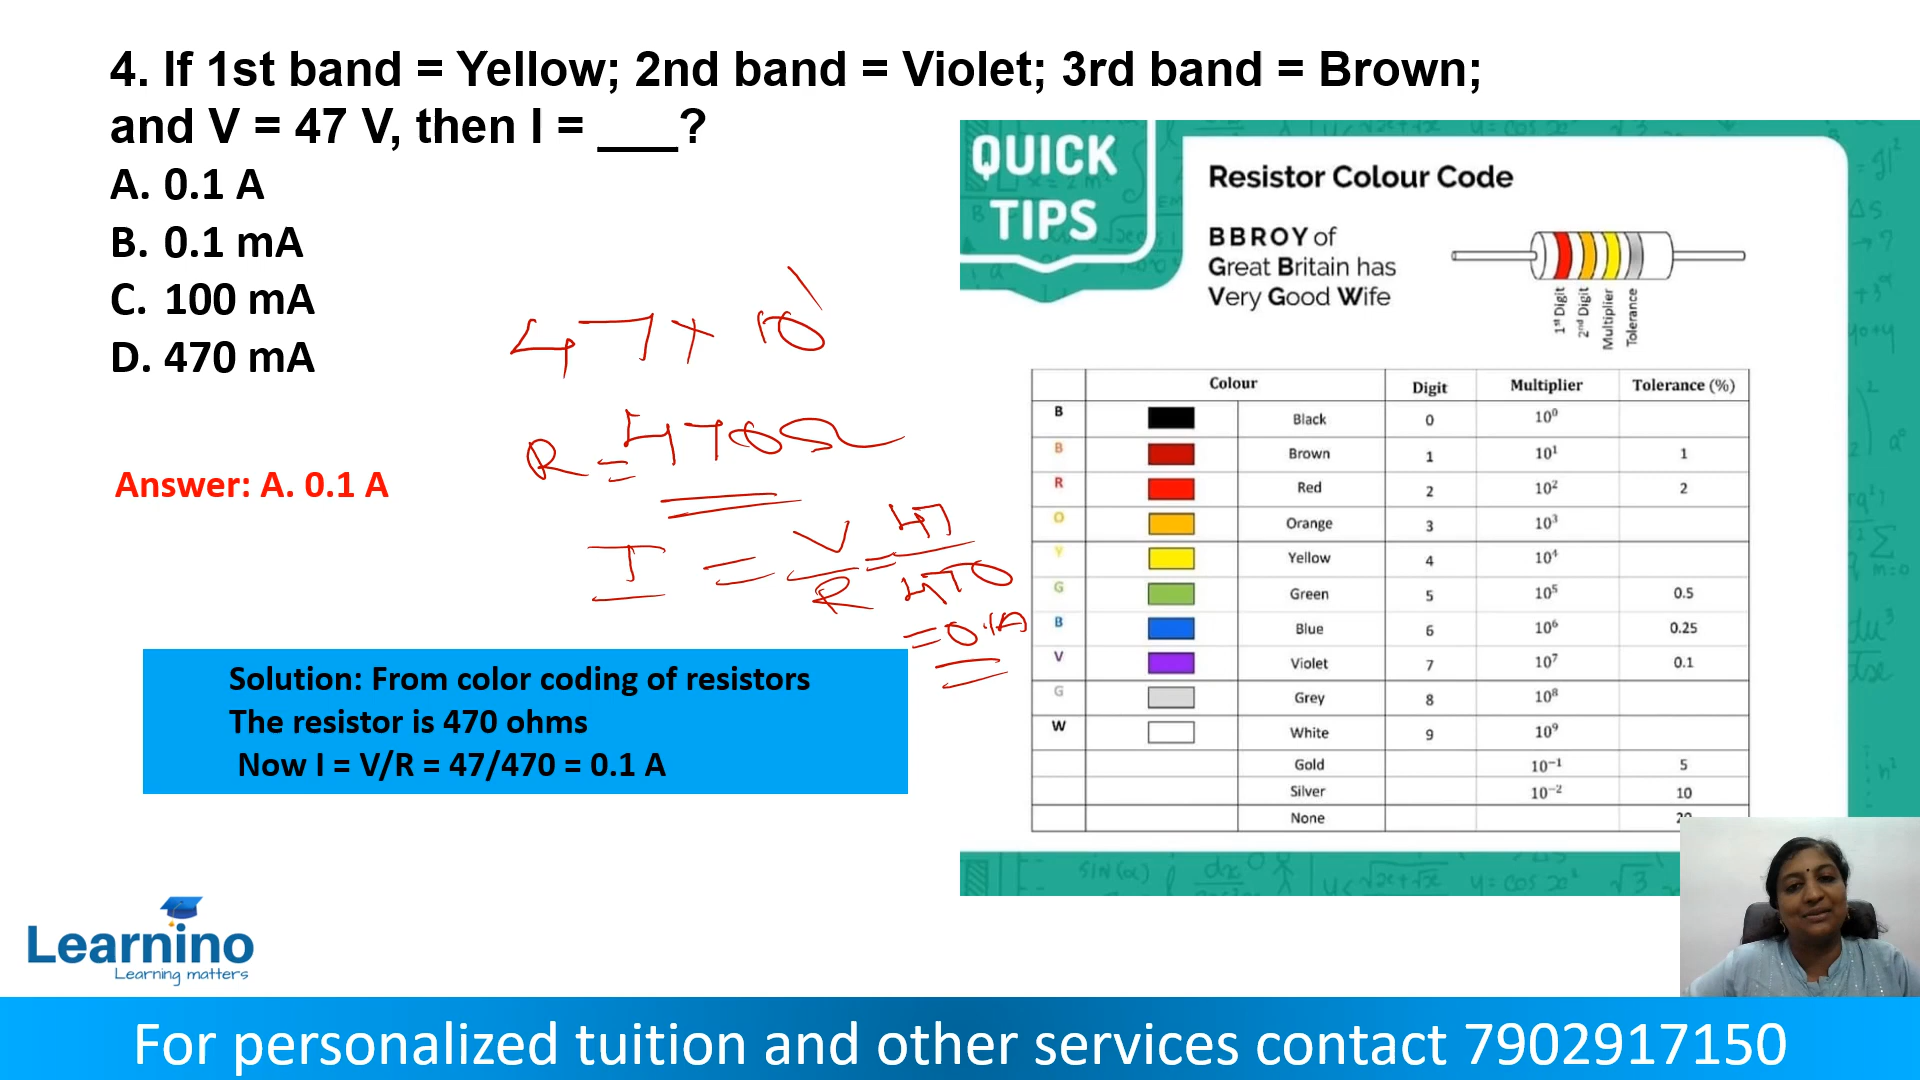 4. If 1st band = Yellow; 2nd band = Violet; 3rd band = Brown;
and V = 47 V, then I = ___?
A. 0.1 A
B. 0.1 mA
C. 100 mA
D. 470 mA
Answer: A. 0.1 A
47 × 10¹
R = 470Ω
I = V/R = 47/470
= 0.1A
Solution: From color coding of resistors
The resistor is 470 ohms
Now I = V/R = 47/470 = 0.1 A
QUICK
TIPS
Resistor Colour Code
B B R O Y of
Great Britain has
Very Good Wife
1st Digit
2nd Digit
Multiplier
Tolerance
Colour Digit Multiplier Tolerance (%)
B Black 0 10⁰
B Brown 1 10¹ 1
R Red 2 10² 2
O Orange 3 10³
Y Yellow 4 10⁴
G Green 5 10⁵ 0.5
B Blue 6 10⁶ 0.25
V Violet 7 10⁷ 0.1
G Grey 8 10⁸
W White 9 10⁹
Gold 10⁻¹ 5
Silver 10⁻² 10
None 20
Learnino
Learning matters
For personalized tuition and other services contact 7902917150